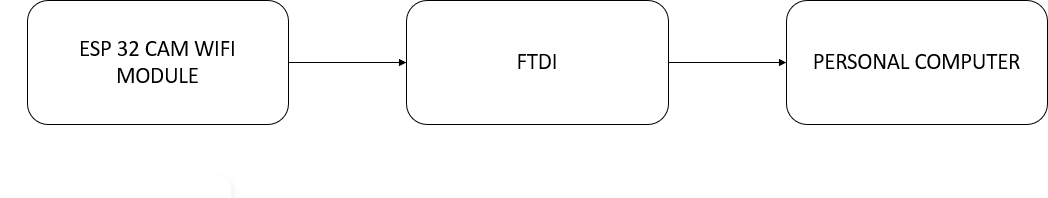 ESP 32 CAM WIFI
MODULE
FTDI
PERSONAL COMPUTER